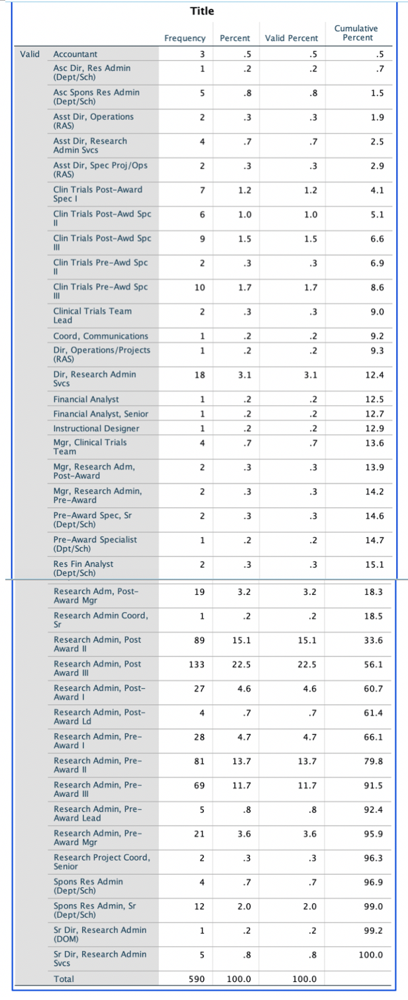 Title
Frequency Percent Valid Percent Cumulative
Percent
Valid Accountant 3 .5 .5 .5
Asc Dir, Res Admin
(Dept/Sch) 1 .2 .2 .7
Asc Spons Res Admin
(Dept/Sch) 5 .8 .8 1.5
Asst Dir, Operations
(RAS) 2 .3 .3 1.9
Asst Dir, Research
Admin Svcs 4 .7 .7 2.5
Asst Dir, Spec Proj/Ops
(RAS) 2 .3 .3 2.9
Clin Trials Post-Award
Spec I 7 1.2 1.2 4.1
Clin Trials Post-Awd Spc
II 6 1.0 1.0 5.1
Clin Trials Post-Awd Spc
III 9 1.5 1.5 6.6
Clin Trials Pre-Awd Spc
II 2 .3 .3 6.9
Clin Trials Pre-Awd Spc
III 10 1.7 1.7 8.6
Clinical Trials Team
Lead 2 .3 .3 9.0
Coord, Communications 1 .2 .2 9.2
Dir, Operations/Projects
(RAS) 1 .2 .2 9.3
Dir, Research Admin
Svcs 18 3.1 3.1 12.4
Financial Analyst 1 .2 .2 12.5
Financial Analyst, Senior 1 .2 .2 12.7
Instructional Designer 1 .2 .2 12.9
Mgr, Clinical Trials
Team 4 .7 .7 13.6
Mgr, Research Adm,
Post-Award 2 .3 .3 13.9
Mgr, Research Admin,
Pre-Award 2 .3 .3 14.2
Pre-Award Spec, Sr
(Dept/Sch) 2 .3 .3 14.6
Pre-Award Specialist
(Dpt/Sch) 1 .2 .2 14.7
Res Fin Analyst
(Dept/Sch) 2 .3 .3 15.1
Research Adm, Post-
Award Mgr 19 3.2 3.2 18.3
Research Admin Coord,
Sr 1 .2 .2 18.5
Research Admin, Post
Award II 89 15.1 15.1 33.6
Research Admin, Post
Award III 133 22.5 22.5 56.1
Research Admin, Post-
Award I 27 4.6 4.6 60.7
Research Admin, Post-
Award Ld 4 .7 .7 61.4
Research Admin, Pre-
Award I 28 4.7 4.7 66.1
Research Admin, Pre-
Award II 81 13.7 13.7 79.8
Research Admin, Pre-
Award III 69 11.7 11.7 91.5
Research Admin, Pre-
Award Lead 5 .8 .8 92.4
Research Admin, Pre-
Award Mgr 21 3.6 3.6 95.9
Research Project Coord,
Senior 2 .3 .3 96.3
Spons Res Admin
(Dept/Sch) 4 .7 .7 96.9
Spons Res Admin, Sr
(Dept/Sch) 12 2.0 2.0 99.0
Sr Dir, Research Admin
(DOM) 1 .2 .2 99.2
Sr Dir, Research Admin
Svcs 5 .8 .8 100.0
Total 590 100.0 100.0